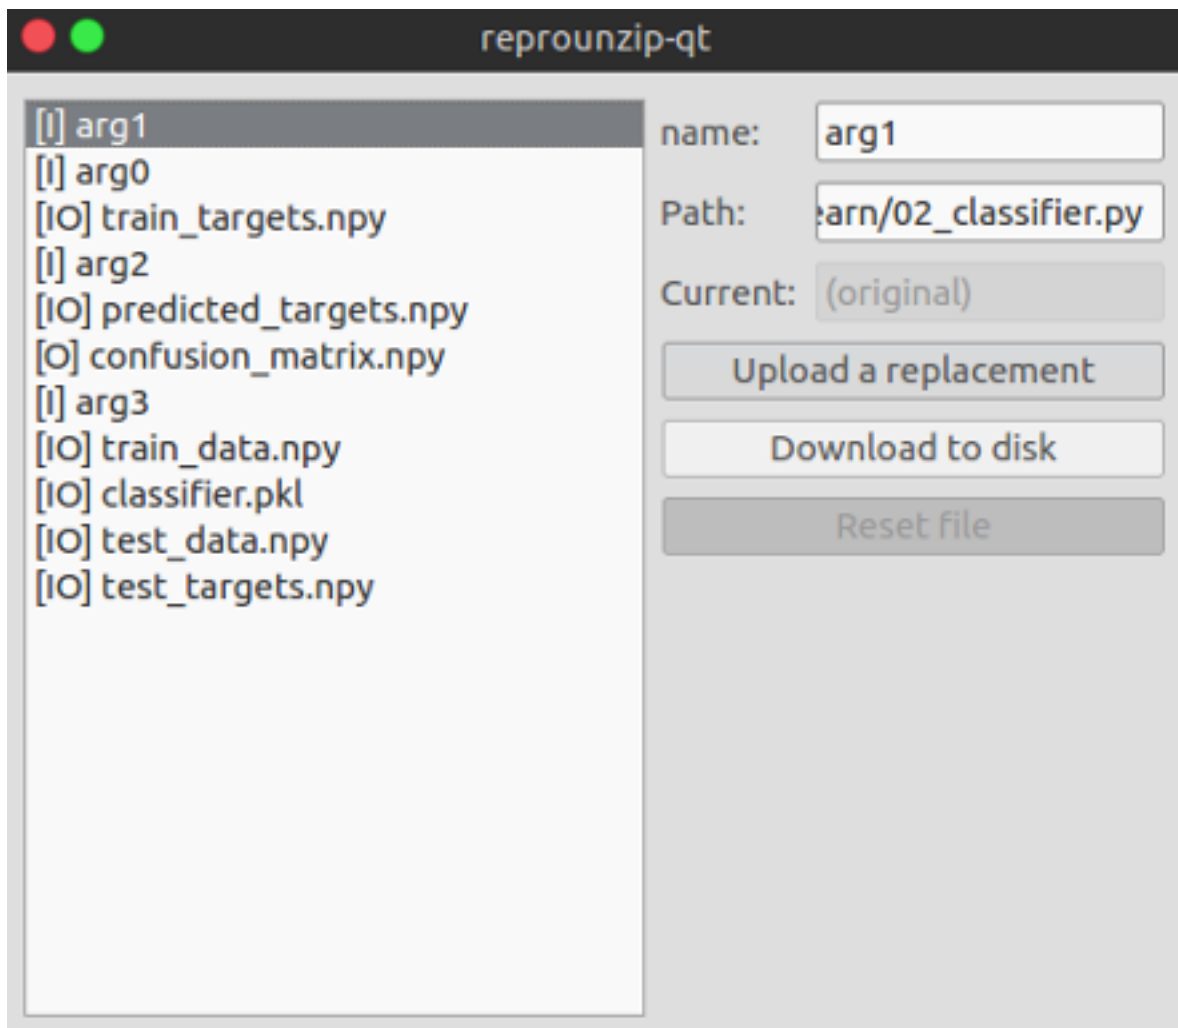 reprounzip-qt
[I] arg1
[I] arg0
[IO] train_targets.npy
[I] arg2
[IO] predicted_targets.npy
[O] confusion_matrix.npy
[I] arg3
[IO] train_data.npy
[IO] classifier.pkl
[IO] test_data.npy
[IO] test_targets.npy
name: arg1
Path: earn/02_classifier.py
Current: (original)
Upload a replacement
Download to disk
Reset file